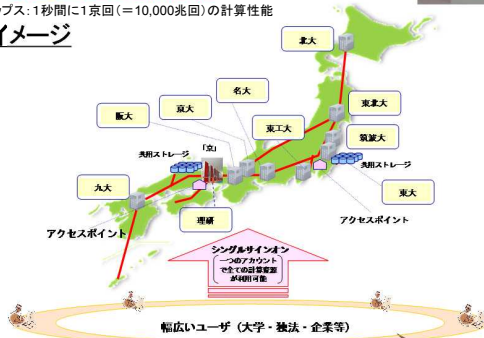 プス:1秒間に1京回(=10,000兆回)の計算性能
イメージ
北大
名大
京大
阪大
東北大
東工大
筑波大
共用ストレージ
「京」
共用ストレージ
九大
東大
理研
アクセスポイント
アクセスポイント
シングルサインオン
一つのアカウント
で全ての計算資源
が利用可能
幅広いユーザ(大学・独法・企業等)